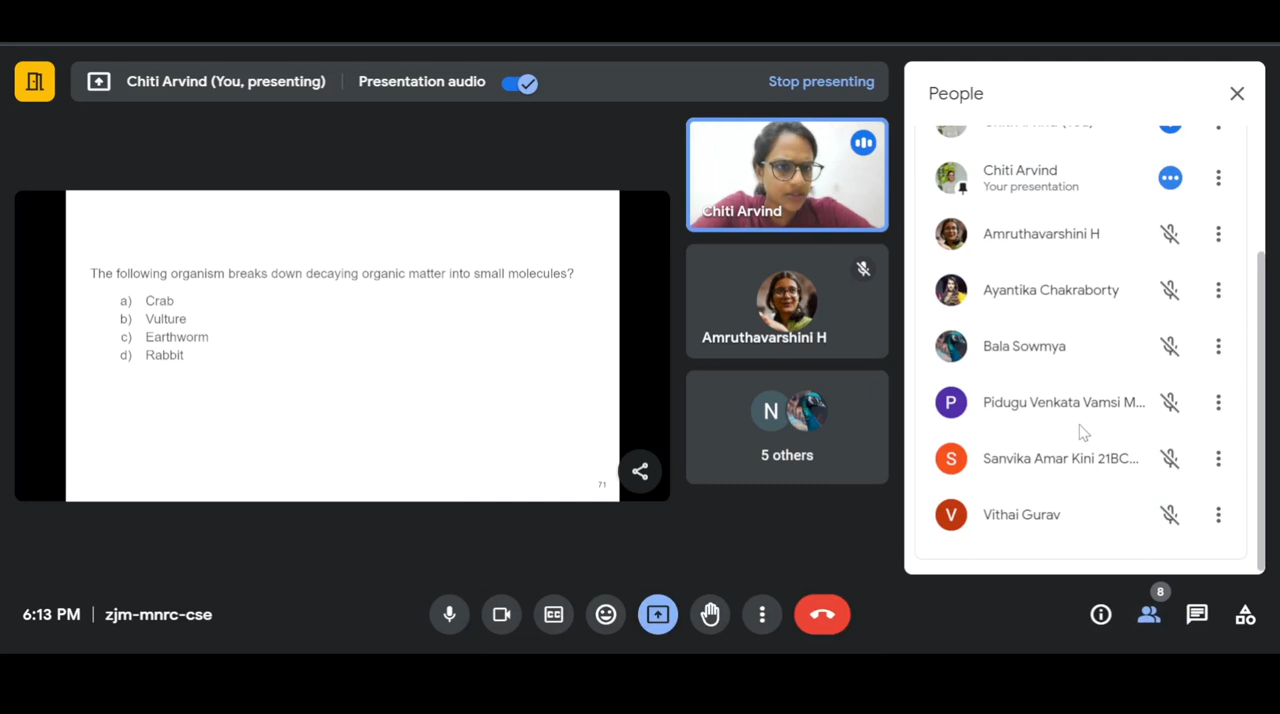 Chiti Arvind (You, presenting)
Presentation audio
Stop presenting
The following organism breaks down decaying organic matter into small molecules?
a) Crab
b) Vulture
c) Earthworm
d) Rabbit
71
Chiti Arvind
Amruthavarshini H
N
5 others
People
Chiti Arvind
Your presentation
Amruthavarshini H
Ayantika Chakraborty
Bala Sowmya
P
Pidugu Venkata Vamsi M...
S
Sanvika Amar Kini 21BC...
V
Vithai Gurav
6:13 PM | zjm-mnrc-cse
CC
8